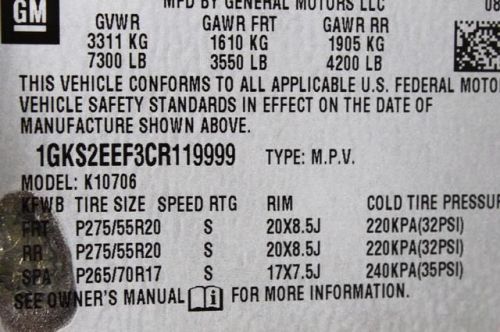 MFD BY GENERAL MOTORS LLC 08
GM
GVWR GAWR FRT GAWR RR
3311 KG 1610 KG 1905 KG
7300 LB 3550 LB 4200 LB
THIS VEHICLE CONFORMS TO ALL APPLICABLE U.S. FEDERAL MOTO
VEHICLE SAFETY STANDARDS IN EFFECT ON THE DATE OF
MANUFACTURE SHOWN ABOVE.
1GKS2EEF3CR119999 TYPE: M.P.V.
MODEL: K10706
KFWB TIRE SIZE SPEED RTG RIM COLD TIRE PRESSUR
FRT P275/55R20 S 20X8.5J 220KPA(32PSI)
RR P275/55R20 S 20X8.5J 220KPA(32PSI)
SPA P265/70R17 S 17X7.5J 240KPA(35PSI)
SEE OWNER'S MANUAL i FOR MORE INFORMATION.